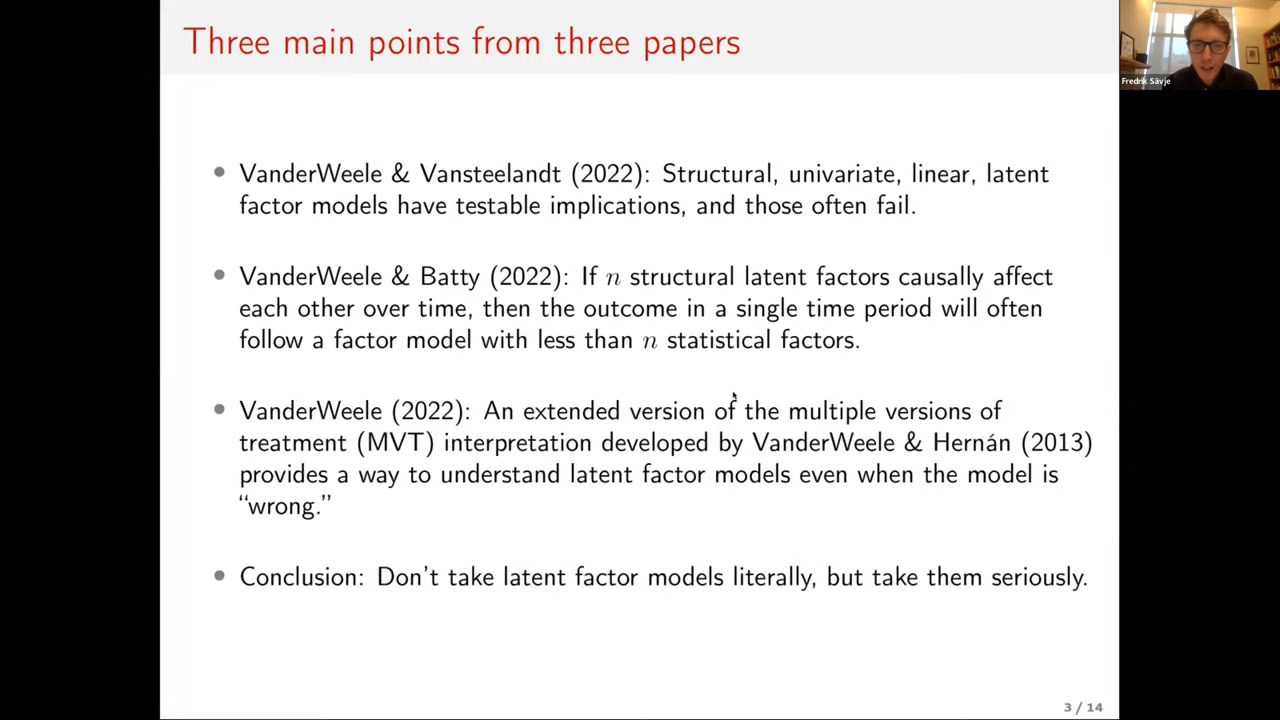 Three main points from three papers
Fredrik Sävje
• VanderWeele & Vansteelandt (2022): Structural, univariate, linear, latent
factor models have testable implications, and those often fail.
• VanderWeele & Batty (2022): If n structural latent factors causally affect
each other over time, then the outcome in a single time period will often
follow a factor model with less than n statistical factors.
• VanderWeele (2022): An extended version of the multiple versions of
treatment (MVT) interpretation developed by VanderWeele & Hernán (2013)
provides a way to understand latent factor models even when the model is
“wrong.”
• Conclusion: Don’t take latent factor models literally, but take them seriously.
3 / 14